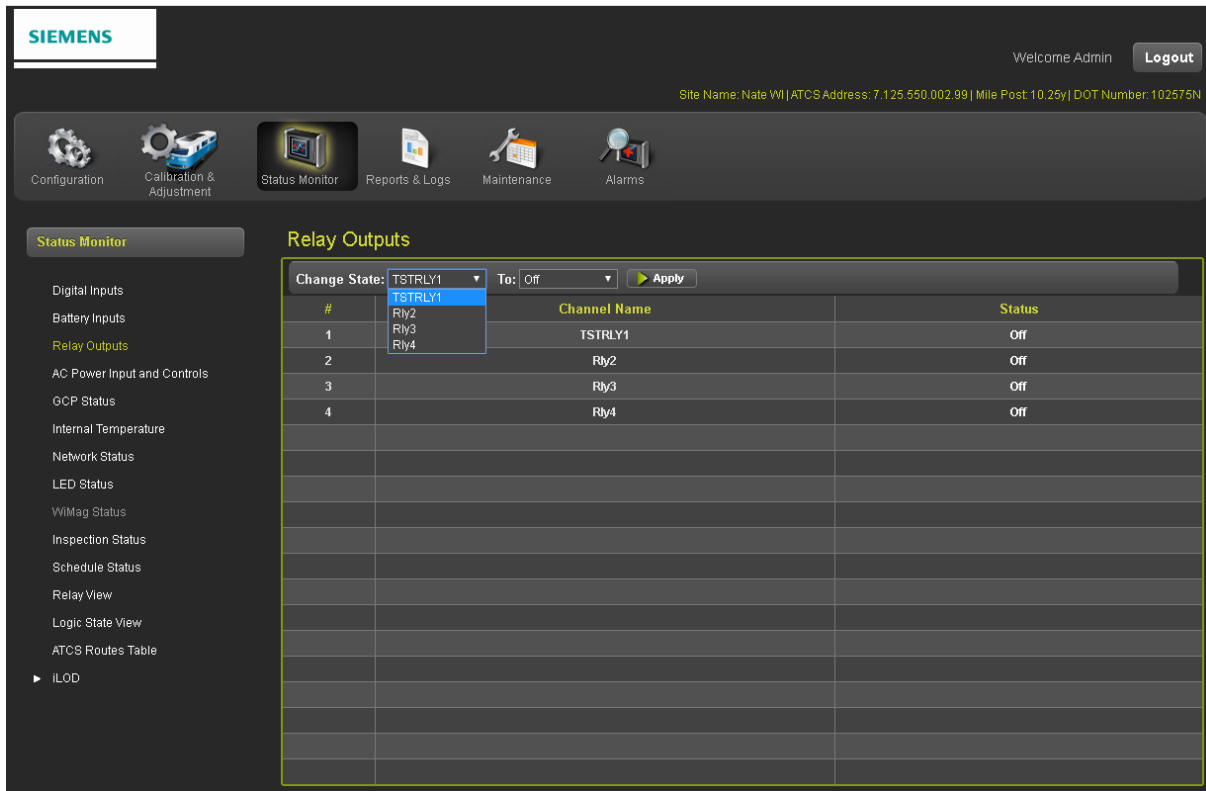 SIEMENS
Welcome Admin Logout
Site Name: Nate WI | ATCS Address: 7.125.550.002.99 | Mile Post: 10.25y | DOT Number: 102575N
Configuration
Calibration &
Adjustment
Status Monitor
Reports & Logs
Maintenance
Alarms
Status Monitor
Digital Inputs
Battery Inputs
Relay Outputs
AC Power Input and Controls
GCP Status
Internal Temperature
Network Status
LED Status
WiMag Status
Inspection Status
Schedule Status
Relay View
Logic State View
ATCS Routes Table
iLOD
Relay Outputs
Change State: TSTRLY1 To: Off Apply
TSTRLY1
Rly2
Rly3
Rly4
# Channel Name Status
1 TSTRLY1 Off
2 Rly2 Off
3 Rly3 Off
4 Rly4 Off